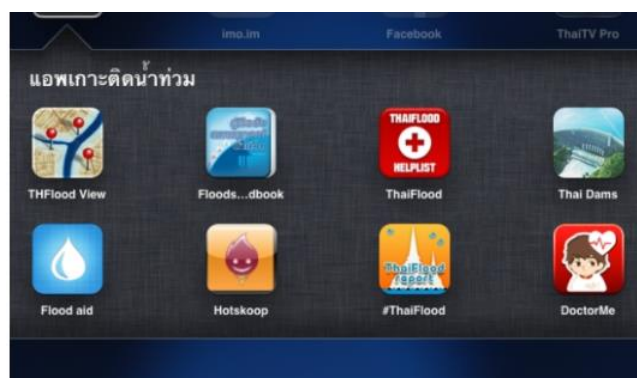 imo.im
Facebook
ThaiTV Pro
แอพเกาะติดน้ำท่วม
THAIFLOOD
HELPLIST
THFlood View
Floods...dbook
ThaiFlood
Thai Dams
ThaiFlood
report
Flood aid
Hotskoop
#ThaiFlood
DoctorMe